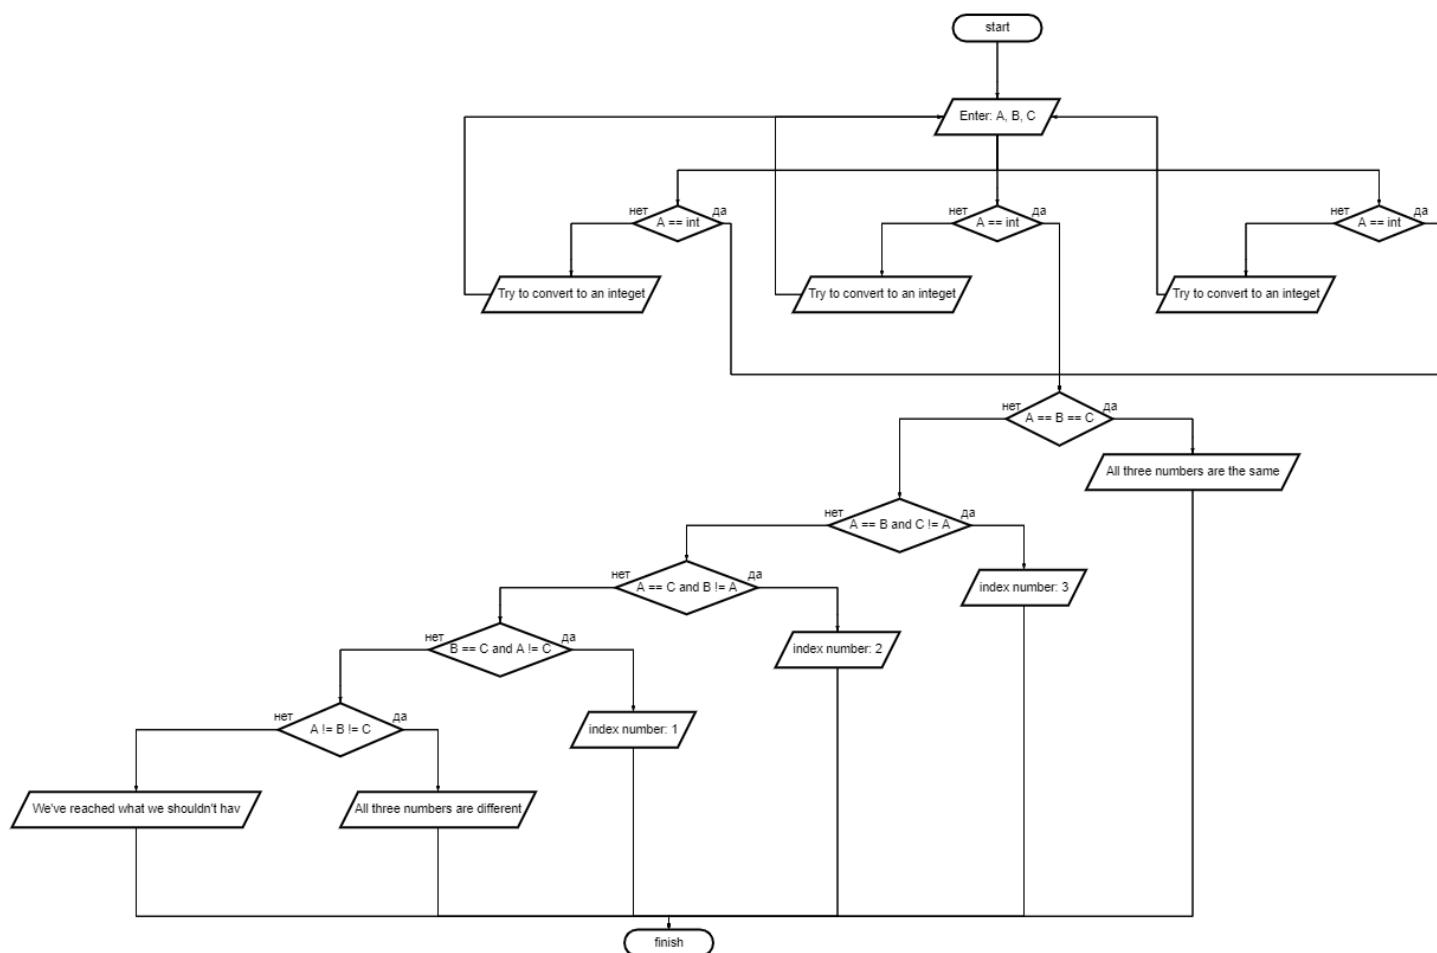 start
Enter: A, B, C
нет
да
A == int
нет
да
A == int
нет
да
A == int
Try to convert to an integet
Try to convert to an integet
Try to convert to an integet
нет
да
A == B == C
All three numbers are the same
нет
да
A == B and C != A
нет
да
A == C and B != A
index number: 3
нет
да
B == C and A != C
index number: 2
нет
да
A != B != C
index number: 1
We've reached what we shouldn't hav
All three numbers are different
finish